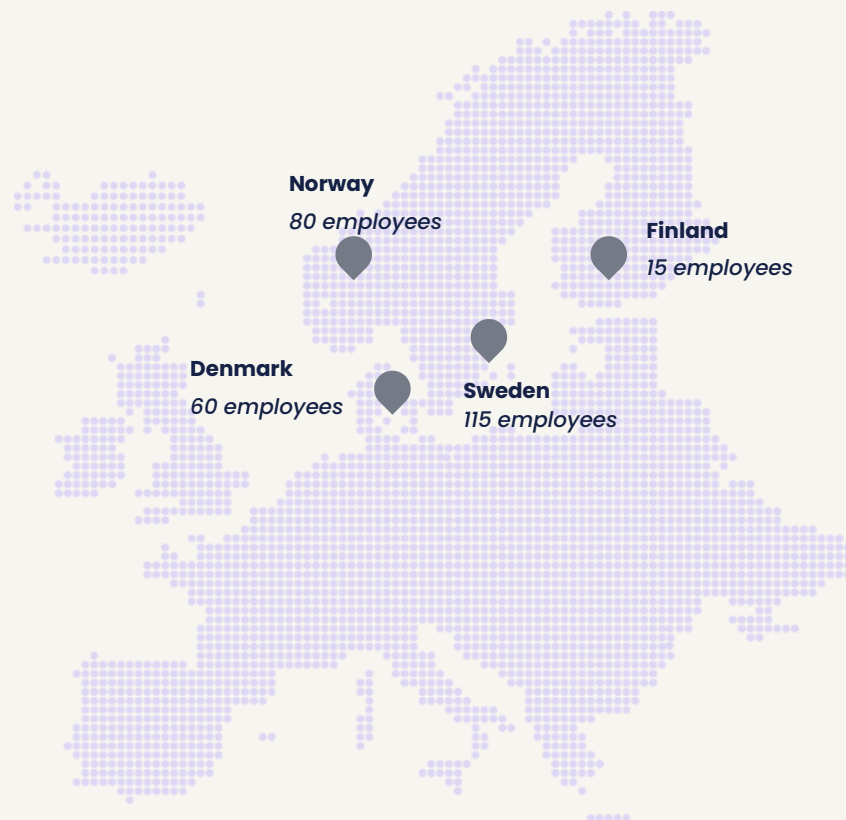 Norway
80 employees
Finland
15 employees
Denmark
60 employees
Sweden
115 employees